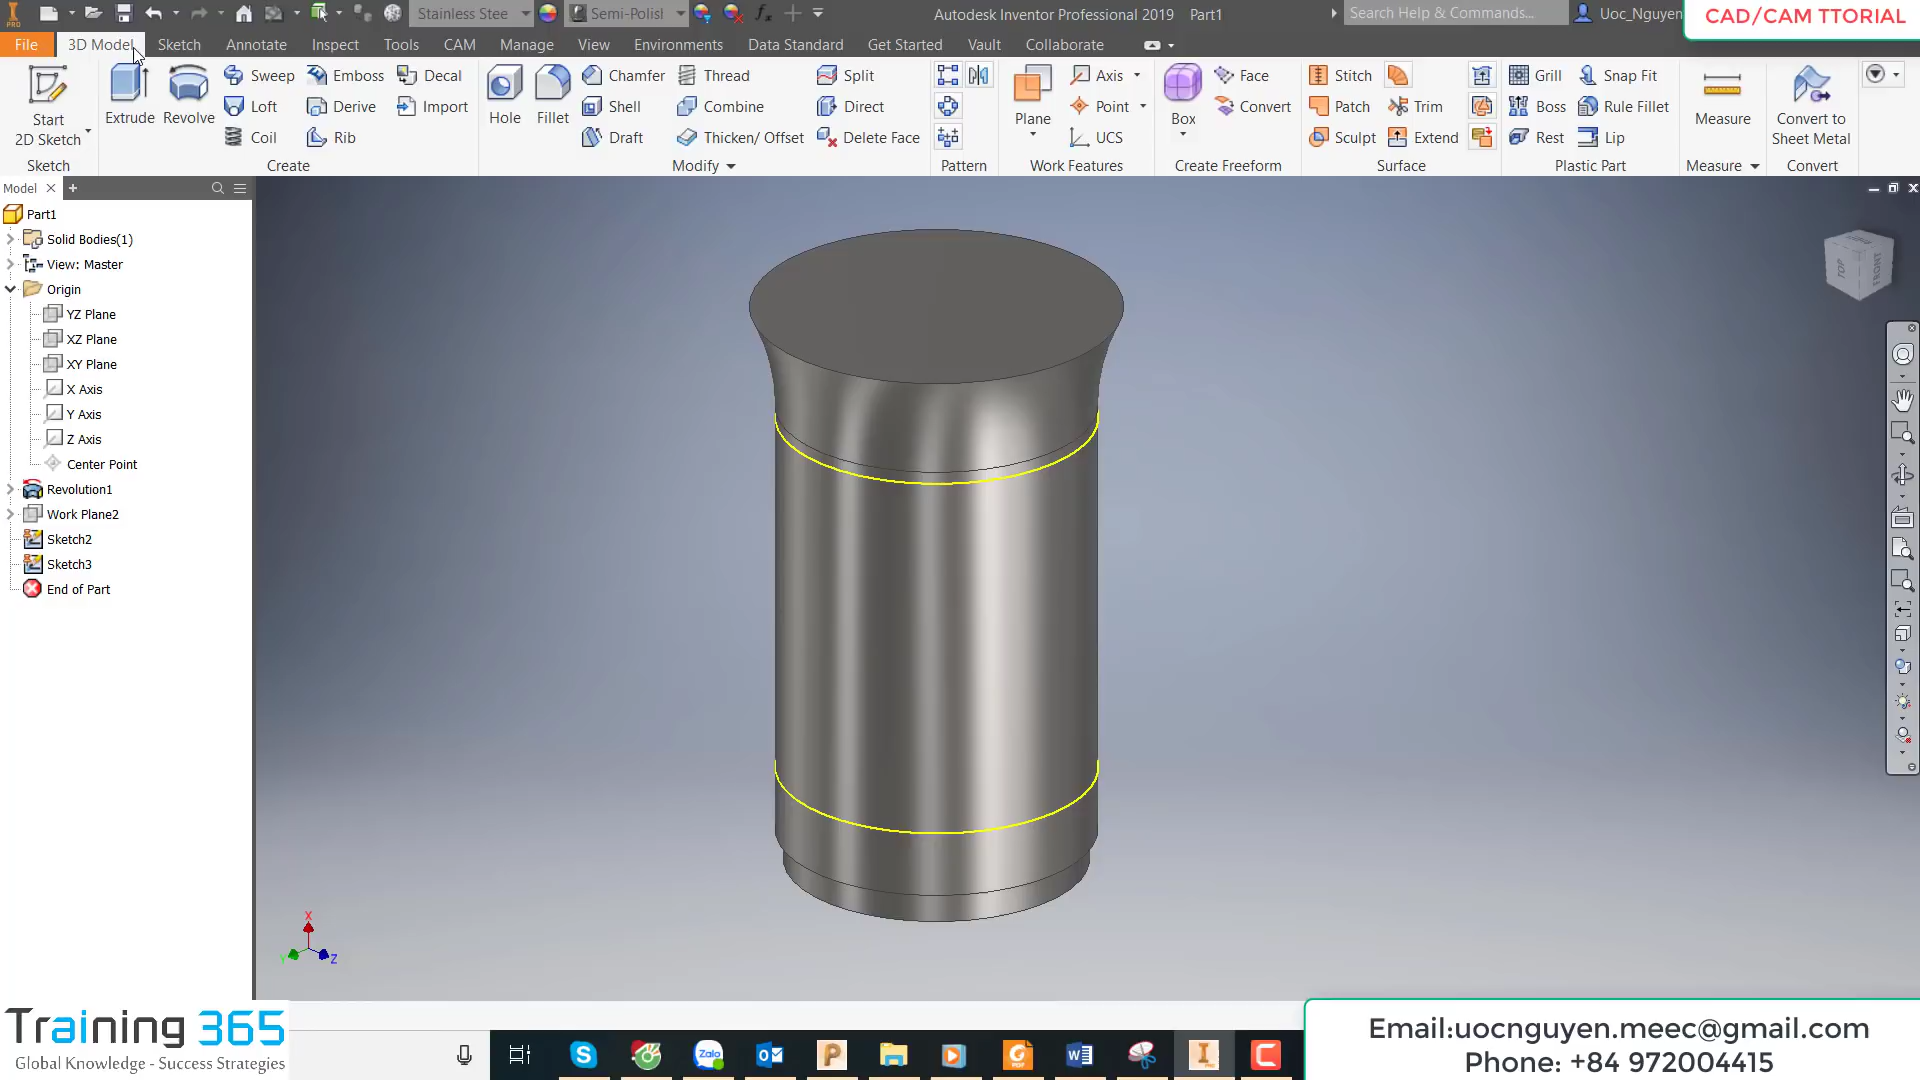 PRO
Stainless Stee
Semi-Polisl
Autodesk Inventor Professional 2019 Part1
Search Help & Commands...
Uoc_Nguyen
CAD/CAM TTORIAL
File 3D Model Sketch Annotate Inspect Tools CAM Manage View Environments Data Standard Get Started Vault Collaborate
Start
2D Sketch
Sketch
Extrude
Revolve
Sweep
Loft
Coil
Emboss
Derive
Rib
Decal
Import
Create
Hole
Fillet
Chamfer
Shell
Draft
Thread
Combine
Thicken/ Offset
Split
Direct
Delete Face
Modify
Pattern
Plane
Axis
Point
UCS
Work Features
Box
Face
Convert
Create Freeform
Stitch
Patch
Sculpt
Trim
Extend
Surface
Grill
Boss
Rest
Snap Fit
Rule Fillet
Lip
Plastic Part
Measure
Measure
Convert to
Sheet Metal
Convert
Model
Part1
Solid Bodies(1)
View: Master
Origin
YZ Plane
XZ Plane
XY Plane
X Axis
Y Axis
Z Axis
Center Point
Revolution1
Work Plane2
Sketch2
Sketch3
End of Part
TOP
FRONT
X
Y
Z
Training 365
Global Knowledge - Success Strategies
Zalo
Email:uocnguyen.meec@gmail.com
Phone: +84 972004415